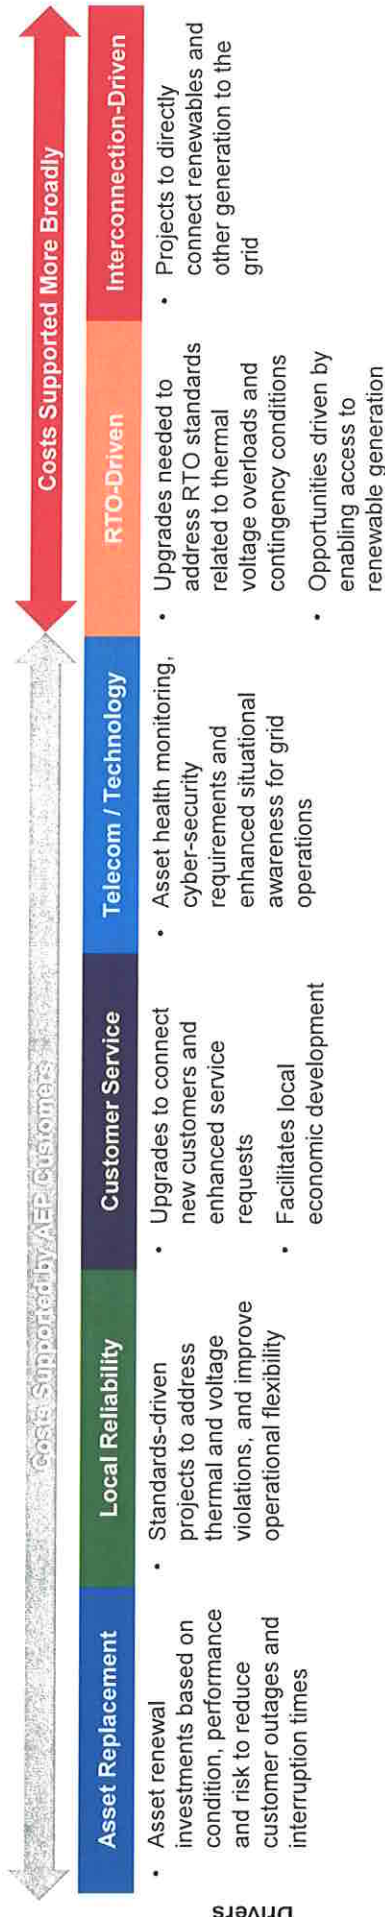 Costs Supported by AEP Customers
Costs Supported More Broadly
Drivers
Asset Replacement
• Asset renewal
investments based on
condition, performance
and risk to reduce
customer outages and
interruption times
Local Reliability
• Standards-driven
projects to address
thermal and voltage
violations, and improve
operational flexibility
Customer Service
• Upgrades to connect
new customers and
enhanced service
requests
• Facilitates local
economic development
Telecom / Technology
• Asset health monitoring,
cyber-security
requirements and
enhanced situational
awareness for grid
operations
RTO-Driven
• Upgrades needed to
address RTO standards
related to thermal
voltage overloads and
contingency conditions
• Opportunities driven by
enabling access to
renewable generation
Interconnection-Driven
• Projects to directly
connect renewables and
other generation to the
grid